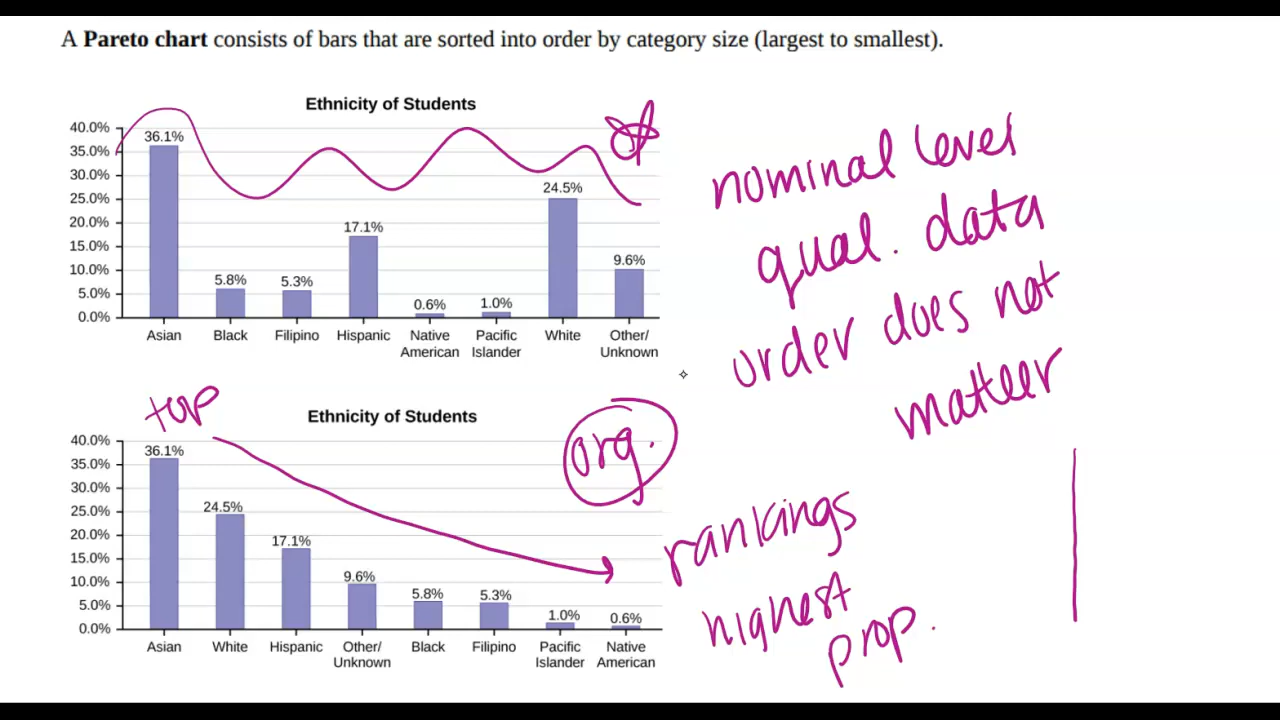 A Pareto chart consists of bars that are sorted into order by category size (largest to smallest).
Ethnicity of Students
40.0%
35.0%
30.0%
25.0%
20.0%
15.0%
10.0%
5.0%
0.0%
36.1%
5.8%
5.3%
17.1%
0.6%
1.0%
24.5%
9.6%
Asian Black Filipino Hispanic Native Pacific White Other/
American Islander Unknown
nominal level
qual. data
order does not
matter
top
Ethnicity of Students
org.
40.0%
35.0%
30.0%
25.0%
20.0%
15.0%
10.0%
5.0%
0.0%
36.1%
24.5%
17.1%
9.6%
5.8%
5.3%
1.0%
0.6%
Asian White Hispanic Other/ Black Filipino Pacific Native
Unknown Islander American
rankings
highest
prop.